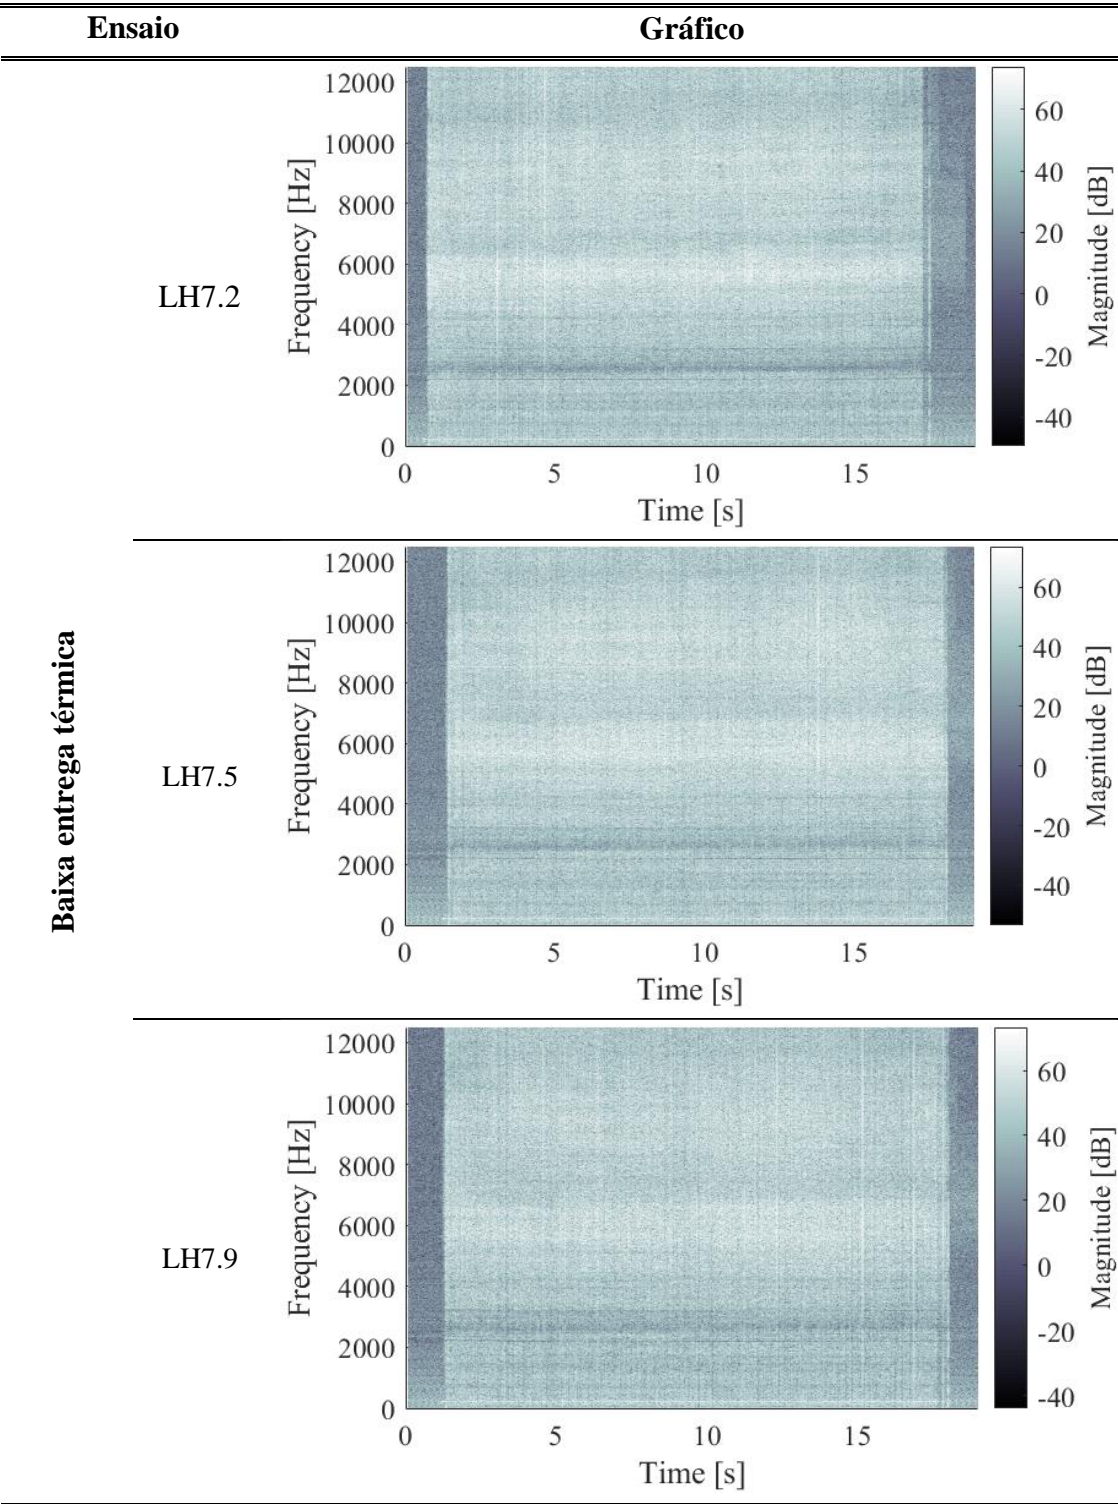 Ensaio Gráfico
Baixa entrega térmica
LH7.2
Frequency [Hz]
12000
10000
8000
6000
4000
2000
0
0 5 10 15
Time [s]
60
40
20
0
-20
-40
Magnitude [dB]
LH7.5
Frequency [Hz]
12000
10000
8000
6000
4000
2000
0
0 5 10 15
Time [s]
60
40
20
0
-20
-40
Magnitude [dB]
LH7.9
Frequency [Hz]
12000
10000
8000
6000
4000
2000
0
0 5 10 15
Time [s]
60
40
20
0
-20
-40
Magnitude [dB]